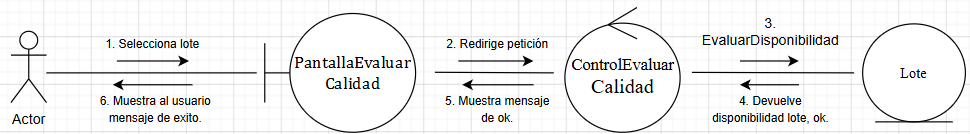 Actor
1. Selecciona lote
6. Muestra al usuario
mensaje de exito.
PantallaEvaluar
Calidad
2. Redirige petición
5. Muestra mensaje
de ok.
ControlEvaluar
Calidad
3.
EvaluarDisponibilidad
4. Devuelve
disponibilidad lote, ok.
Lote